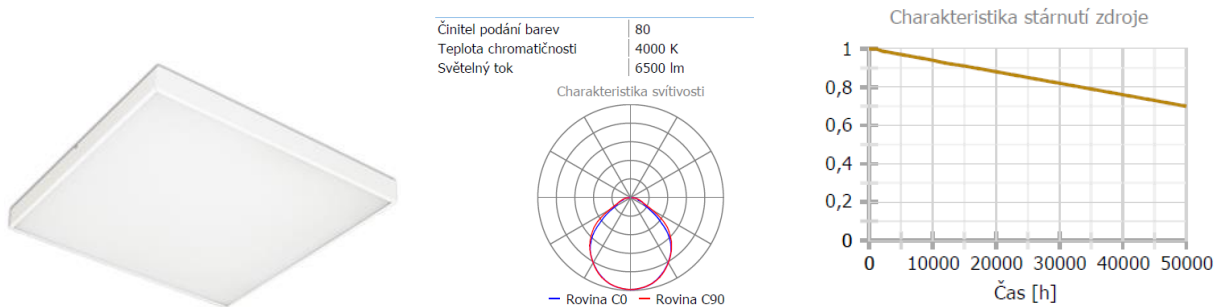 Činitel podání barev 80
Teplota chromatičnosti 4000 K
Světelný tok 6500 lm
Charakteristika svítivosti
Rovina C0 Rovina C90
Charakteristika stárnutí zdroje
1
0,8
0,6
0,4
0,2
0
0 10000 20000 30000 40000 50000
Čas [h]